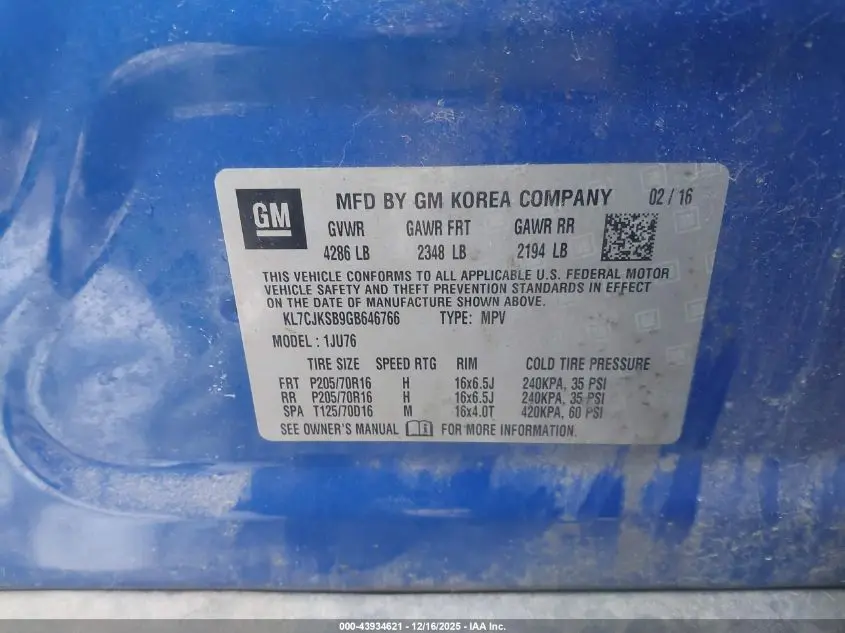 GM
MFD BY GM KOREA COMPANY 02 / 16
GVWR GAWR FRT GAWR RR
4286 LB 2348 LB 2194 LB
THIS VEHICLE CONFORMS TO ALL APPLICABLE U.S. FEDERAL MOTOR
VEHICLE SAFETY AND THEFT PREVENTION STANDARDS IN EFFECT
ON THE DATE OF MANUFACTURE SHOWN ABOVE.
KL7CJKSB9GB646766 TYPE: MPV
MODEL : 1JU76
TIRE SIZE SPEED RTG RIM COLD TIRE PRESSURE
FRT P205/70R16 H 16x6.5J 240KPA, 35 PSI
RR P205/70R16 H 16x6.5J 240KPA, 35 PSI
SPA T125/70D16 M 16x4.0T 420KPA, 60 PSI
SEE OWNER'S MANUAL FOR MORE INFORMATION.
000-43934621 - 12/16/2025 - IAA Inc.